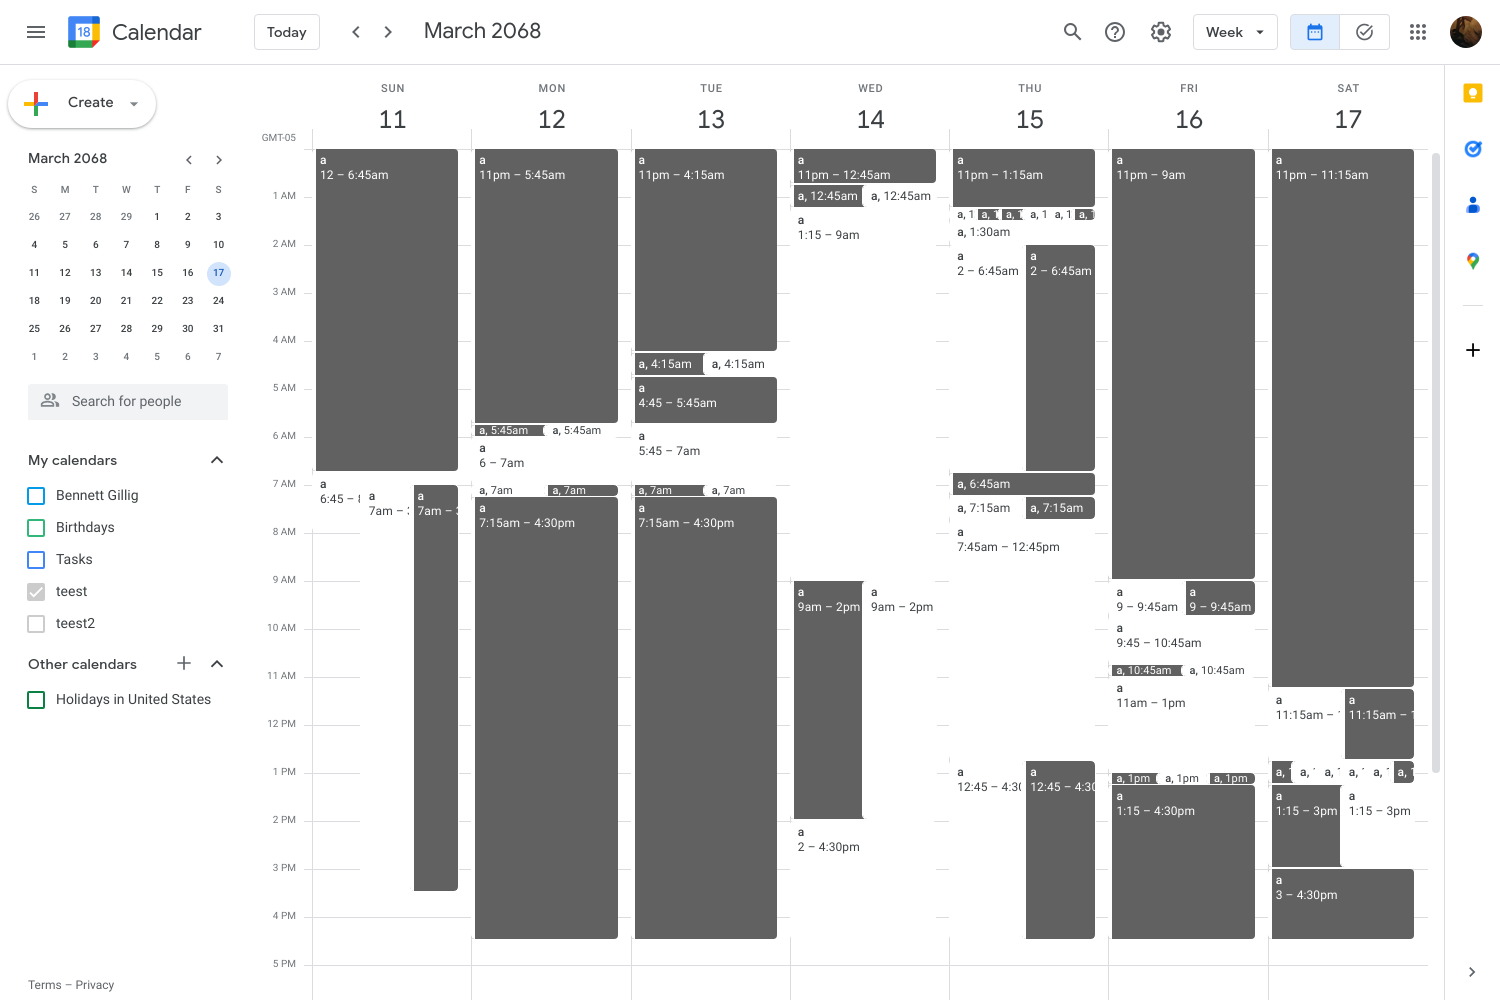 18 Calendar Today March 2068 Week
Create
March 2068
S M T W T F S
26 27 28 29 1 2 3
4 5 6 7 8 9 10
11 12 13 14 15 16 17
18 19 20 21 22 23 24
25 26 27 28 29 30 31
1 2 3 4 5 6 7
Search for people
My calendars
Bennett Gillig
Birthdays
Tasks
teest
teest2
Other calendars
Holidays in United States
Terms – Privacy
SUN MON TUE WED THU FRI SAT
11 12 13 14 15 16 17
GMT-05
1 AM
2 AM
3 AM
4 AM
5 AM
6 AM
7 AM
8 AM
9 AM
10 AM
11 AM
12 PM
1 PM
2 PM
3 PM
4 PM
5 PM
a
12 – 6:45am
a
6:45 –
a
7am –
a
7am –
a
11pm – 5:45am
a, 5:45am
a, 5:45am
a
6 – 7am
a, 7am
a, 7am
a
7:15am – 4:30pm
a
11pm – 4:15am
a, 4:15am
a, 4:15am
a
4:45 – 5:45am
a
5:45 – 7am
a, 7am
a, 7am
a
7:15am – 4:30pm
a
11pm – 12:45am
a, 12:45am
a, 12:45am
a
1:15 – 9am
a
9am – 2pm
a
9am – 2pm
a
2 – 4:30pm
a
11pm – 1:15am
a, 1
a, 1
a, 1
a, 1
a, 1
a, 1
a, 1:30am
a
2 – 6:45am
a
2 – 6:45am
a, 6:45am
a, 7:15am
a, 7:15am
a
7:45am – 12:45pm
a
12:45 – 4:30
a
12:45 – 4:30
a
11pm – 9am
a
9 – 9:45am
a
9 – 9:45am
a
9:45 – 10:45am
a, 10:45am
a, 10:45am
a
11am – 1pm
a, 1pm
a, 1pm
a, 1pm
a
1:15 – 4:30pm
a
11pm – 11:15am
a
11:15am –
a
11:15am – 1
a,
a,
a,
a,
a,
a,
a
1:15 – 3pm
a
1:15 – 3pm
a
3 – 4:30pm